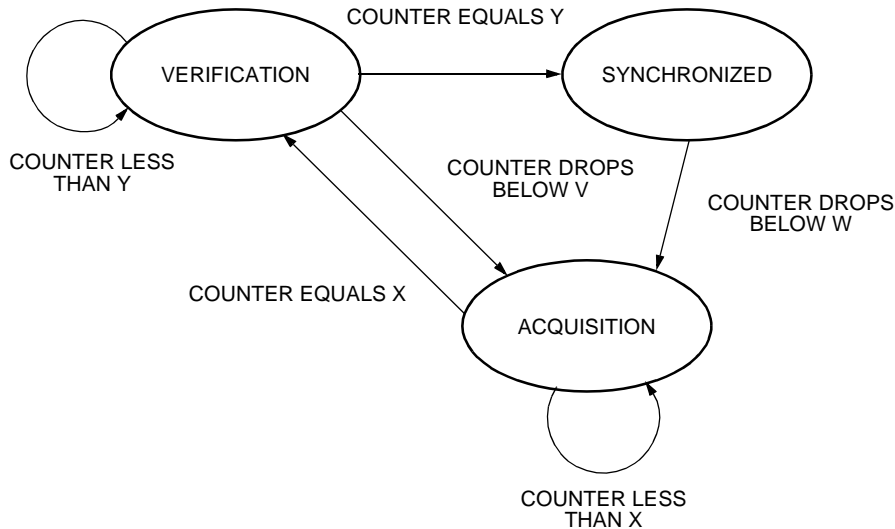 COUNTER EQUALS Y
VERIFICATION
SYNCHRONIZED
COUNTER LESS
THAN Y
COUNTER DROPS
BELOW V
COUNTER DROPS
BELOW W
COUNTER EQUALS X
ACQUISITION
COUNTER LESS
THAN X